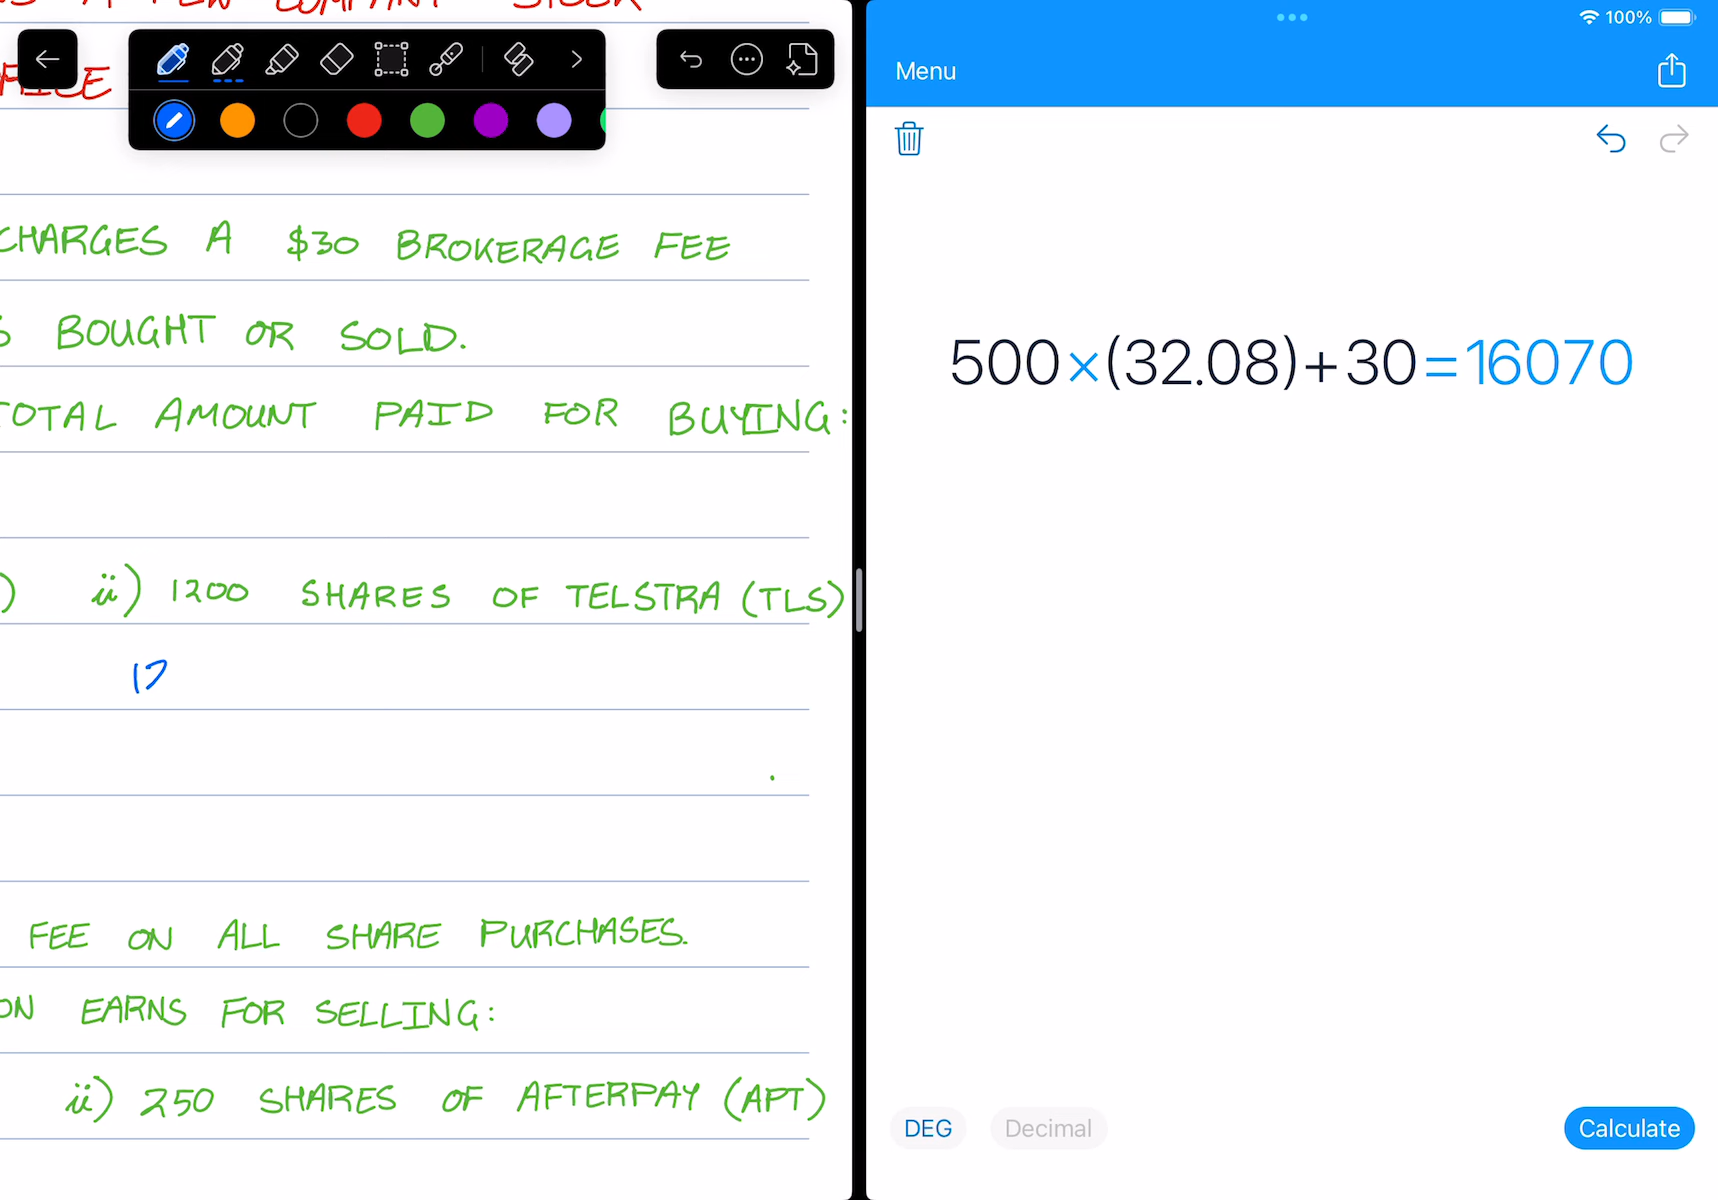 CHARGES A $30 BROKERAGE FEE
BOUGHT OR SOLD.
TOTAL AMOUNT PAID FOR BUYING:
) ii) 1200 SHARES OF TELSTRA (TLS)
12
FEE ON ALL SHARE PURCHASES.
ON EARNS FOR SELLING:
ii) 250 SHARES OF AFTERPAY (APT)
100%
Menu
500×(32.08)+30=16070
DEG Decimal Calculate